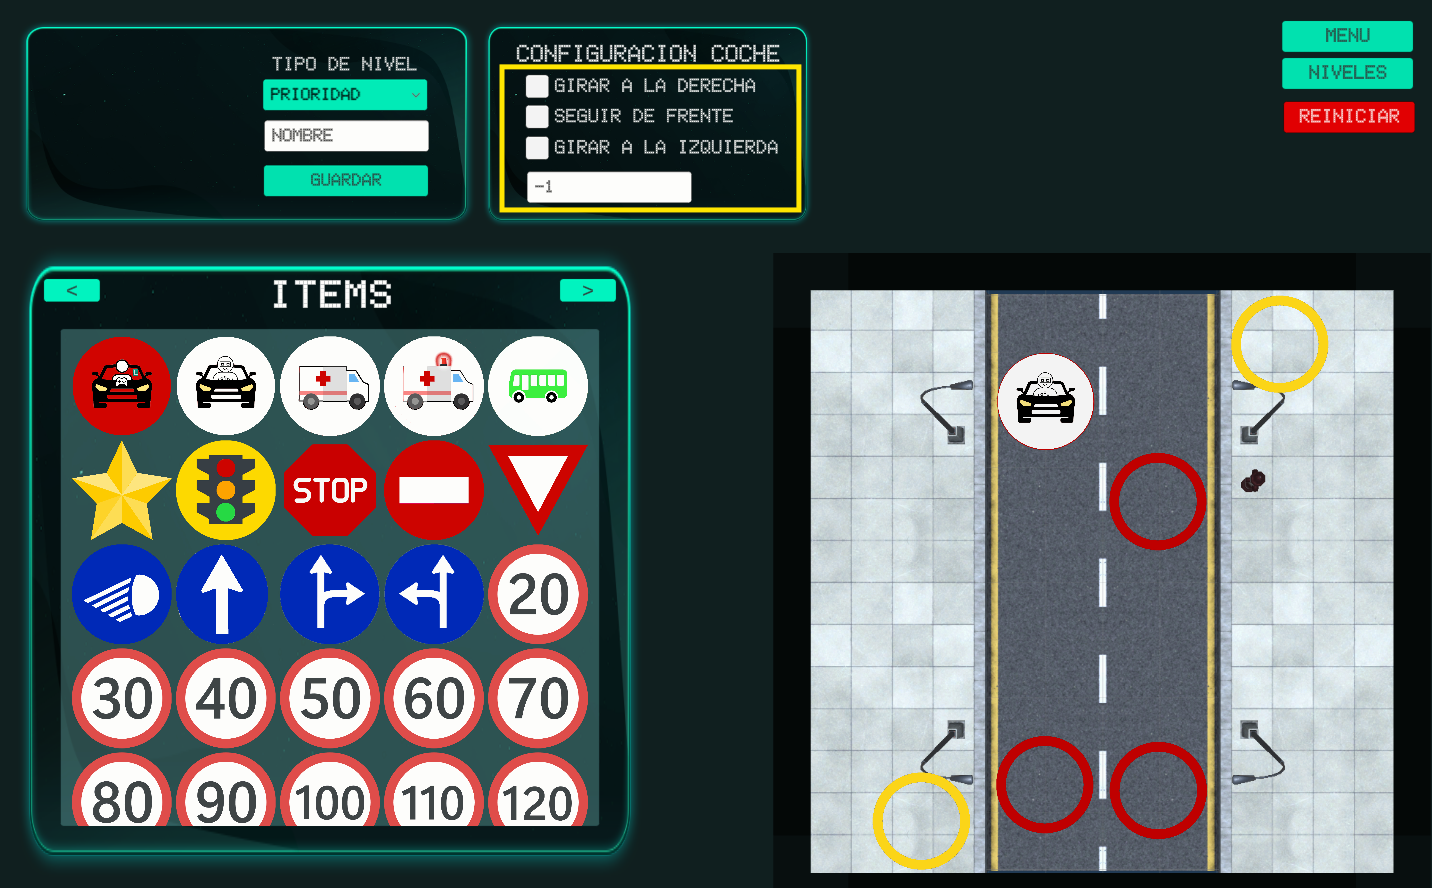 TIPO DE NIVEL
PRIORIDAD
NOMBRE
GUARDAR
CONFIGURACION COCHE
GIRAR A LA DERECHA
SEGUIR DE FRENTE
GIRAR A LA IZQUIERDA
-1
MENU
NIVELES
REINICIAR
< ITEMS >
STOP
20
30 40 50 60 70
80 90 100 110 120